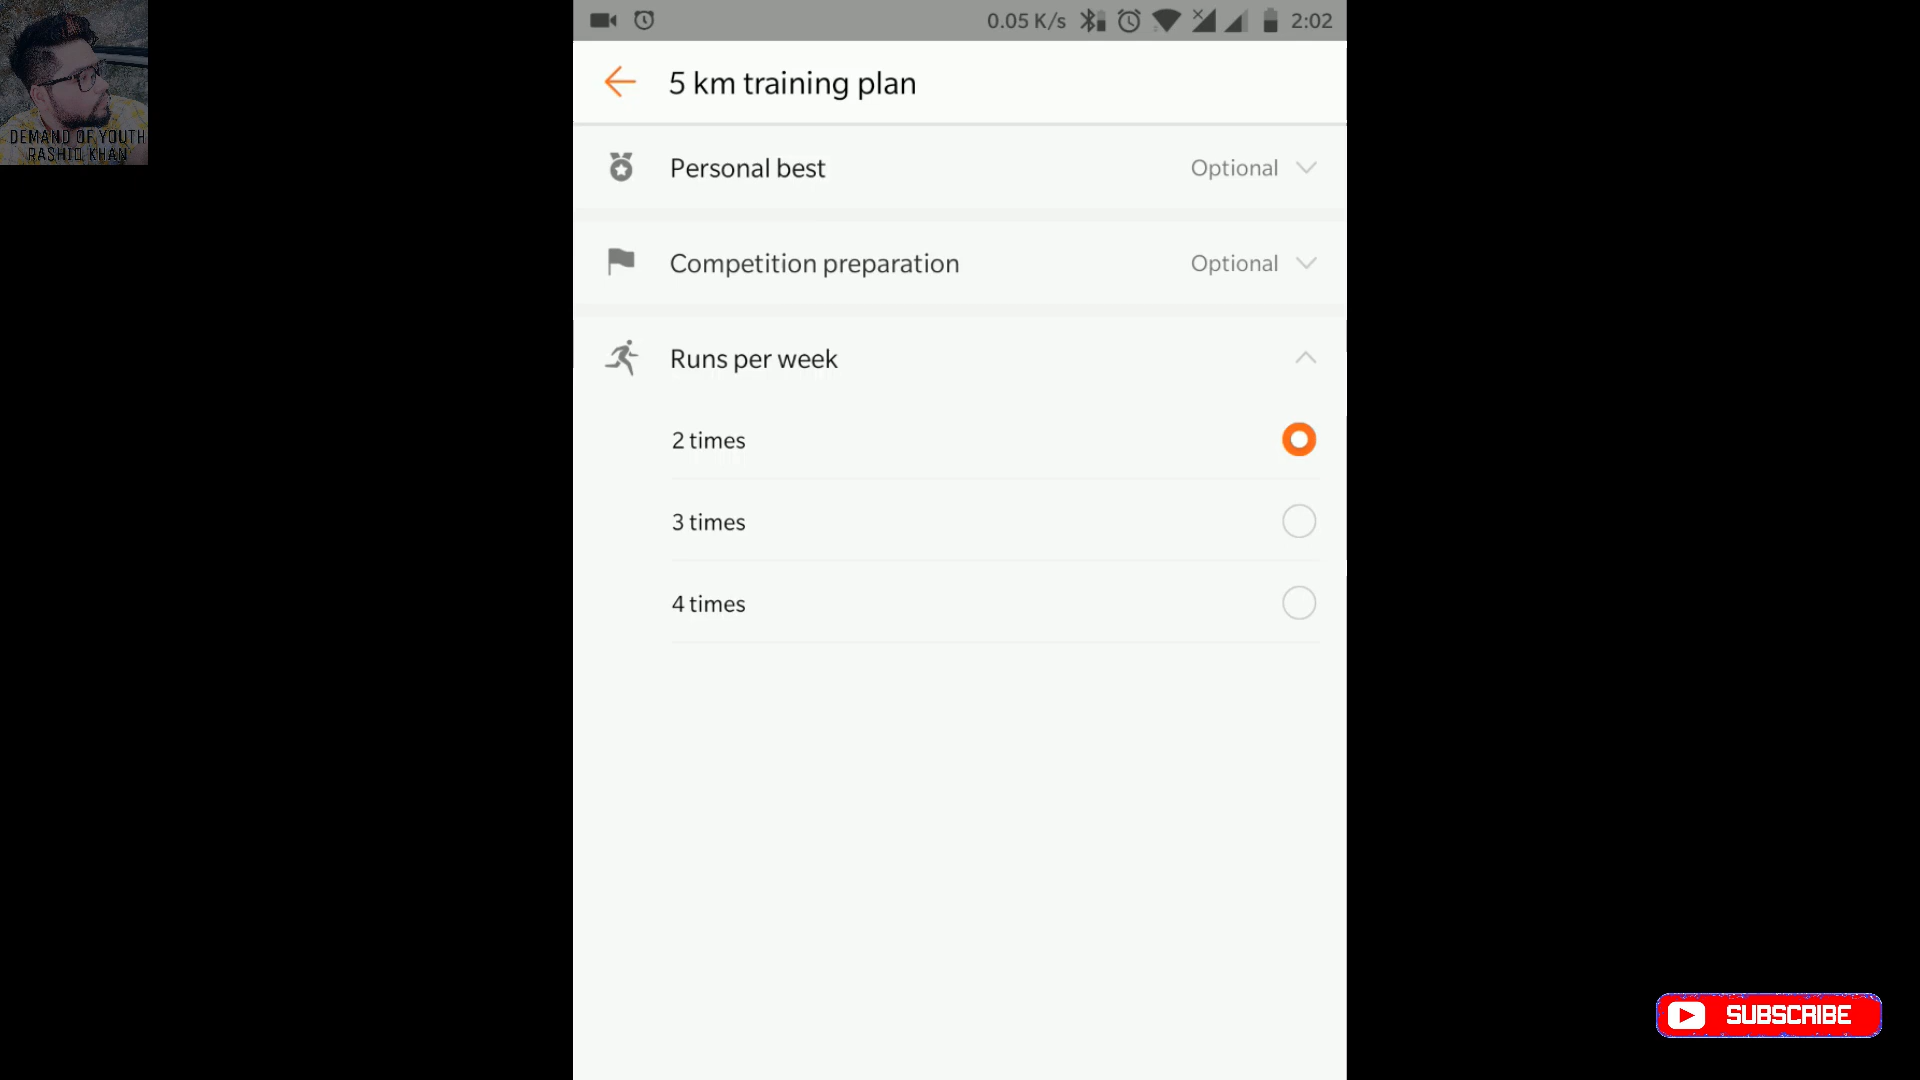 0.05 K/s 2:02
5 km training plan
Personal best Optional
Competition preparation Optional
Runs per week
2 times
3 times
4 times
DEMAND OF YOUTH
RASHID KHAN
SUBSCRIBE